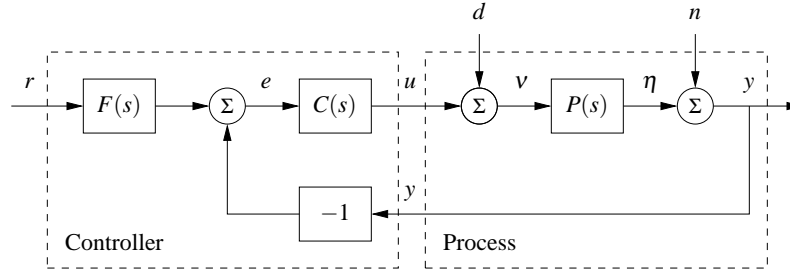 d
n
r
F(s)
Σ
e
C(s)
u
Σ
ν
P(s)
η
Σ
y
−1
y
Controller
Process